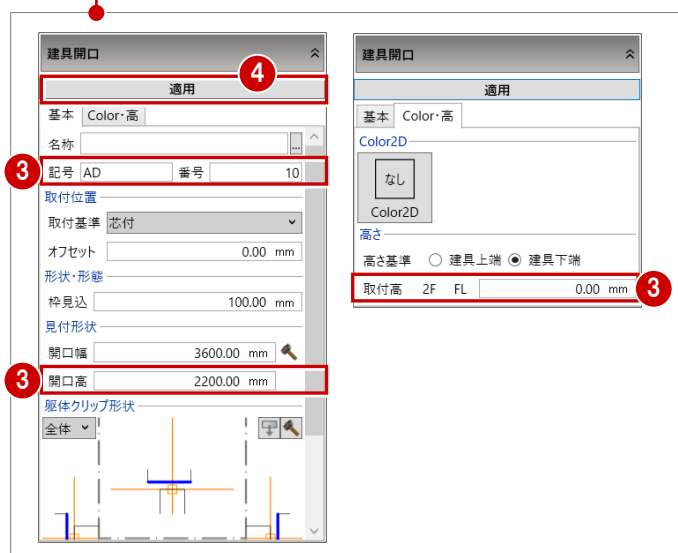 建具開口
4
適用
基本 Color・高
名称 ...
3 記号 AD 番号 10
取付位置
取付基準 芯付
オフセット 0.00 mm
形状・形態
枠見込 100.00 mm
見付形状
開口幅 3600.00 mm
3 開口高 2200.00 mm
躯体クリップ形状
全体
建具開口
適用
基本 Color・高
Color2D
なし
Color2D
高さ
高さ基準 建具上端 建具下端
取付高 2F FL 0.00 mm 3